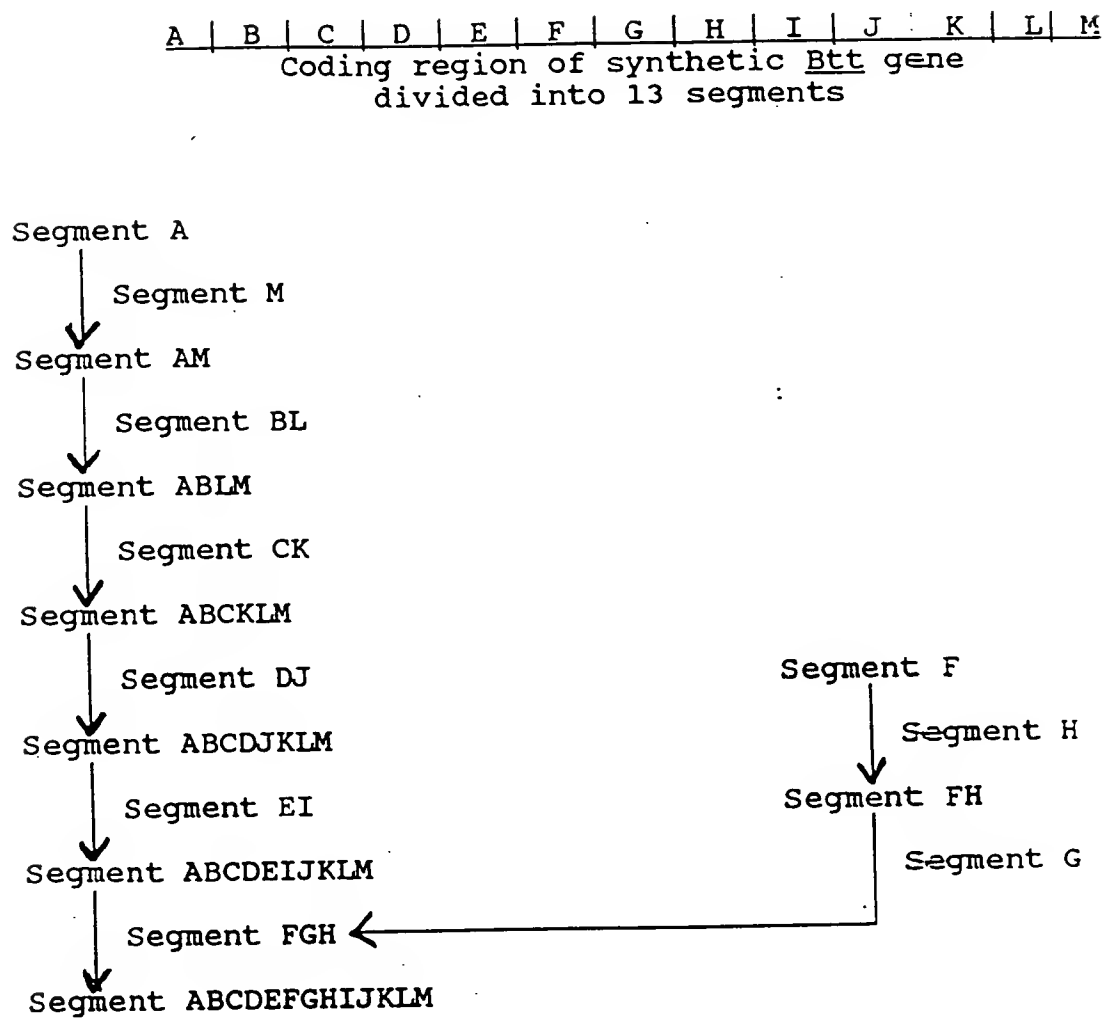 A | B | C | D | E | F | G | H | I | J K | L | M
Coding region of synthetic Btt gene
divided into 13 segments
Segment A
Segment M
Segment AM
Segment BL
Segment ABLM
Segment CK
Segment ABCKLM
Segment DJ
Segment ABCDJKLM
Segment EI
Segment ABCDEIJKLM
Segment FGH
Segment ABCDEFGHIJKLM
Segment F
Segment H
Segment FH
Segment G